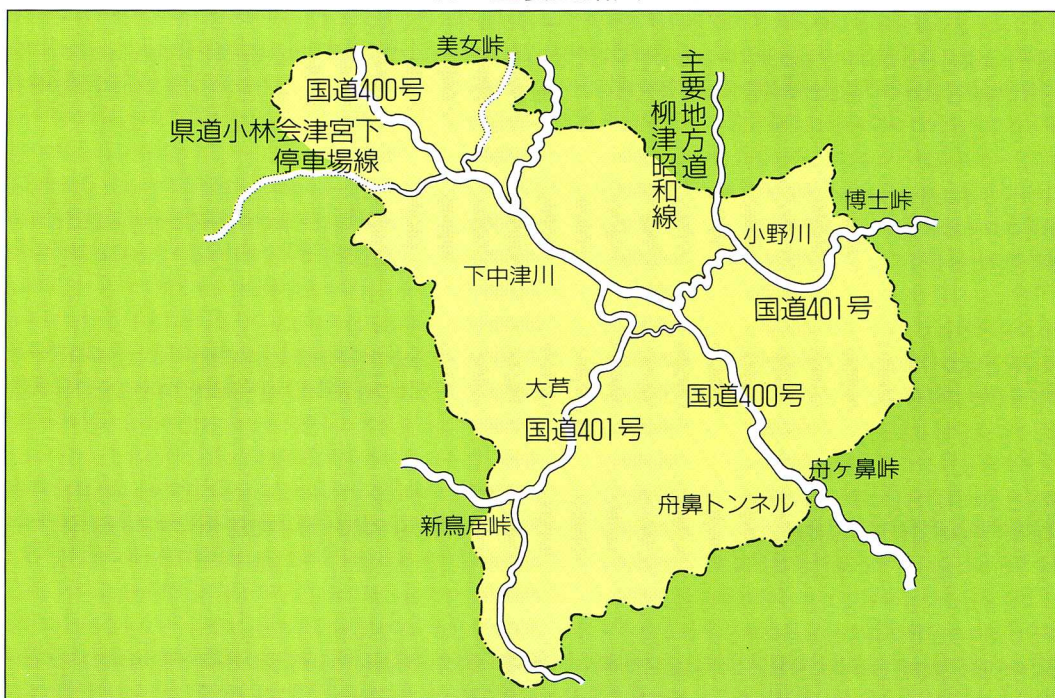 美女峠
国道400号
県道小林会津宮下
停車場線
主要地方道
柳津昭和線
博士峠
小野川
下中津川
国道401号
大芦
国道400号
国道401号
舟ヶ鼻峠
舟鼻トンネル
新鳥居峠